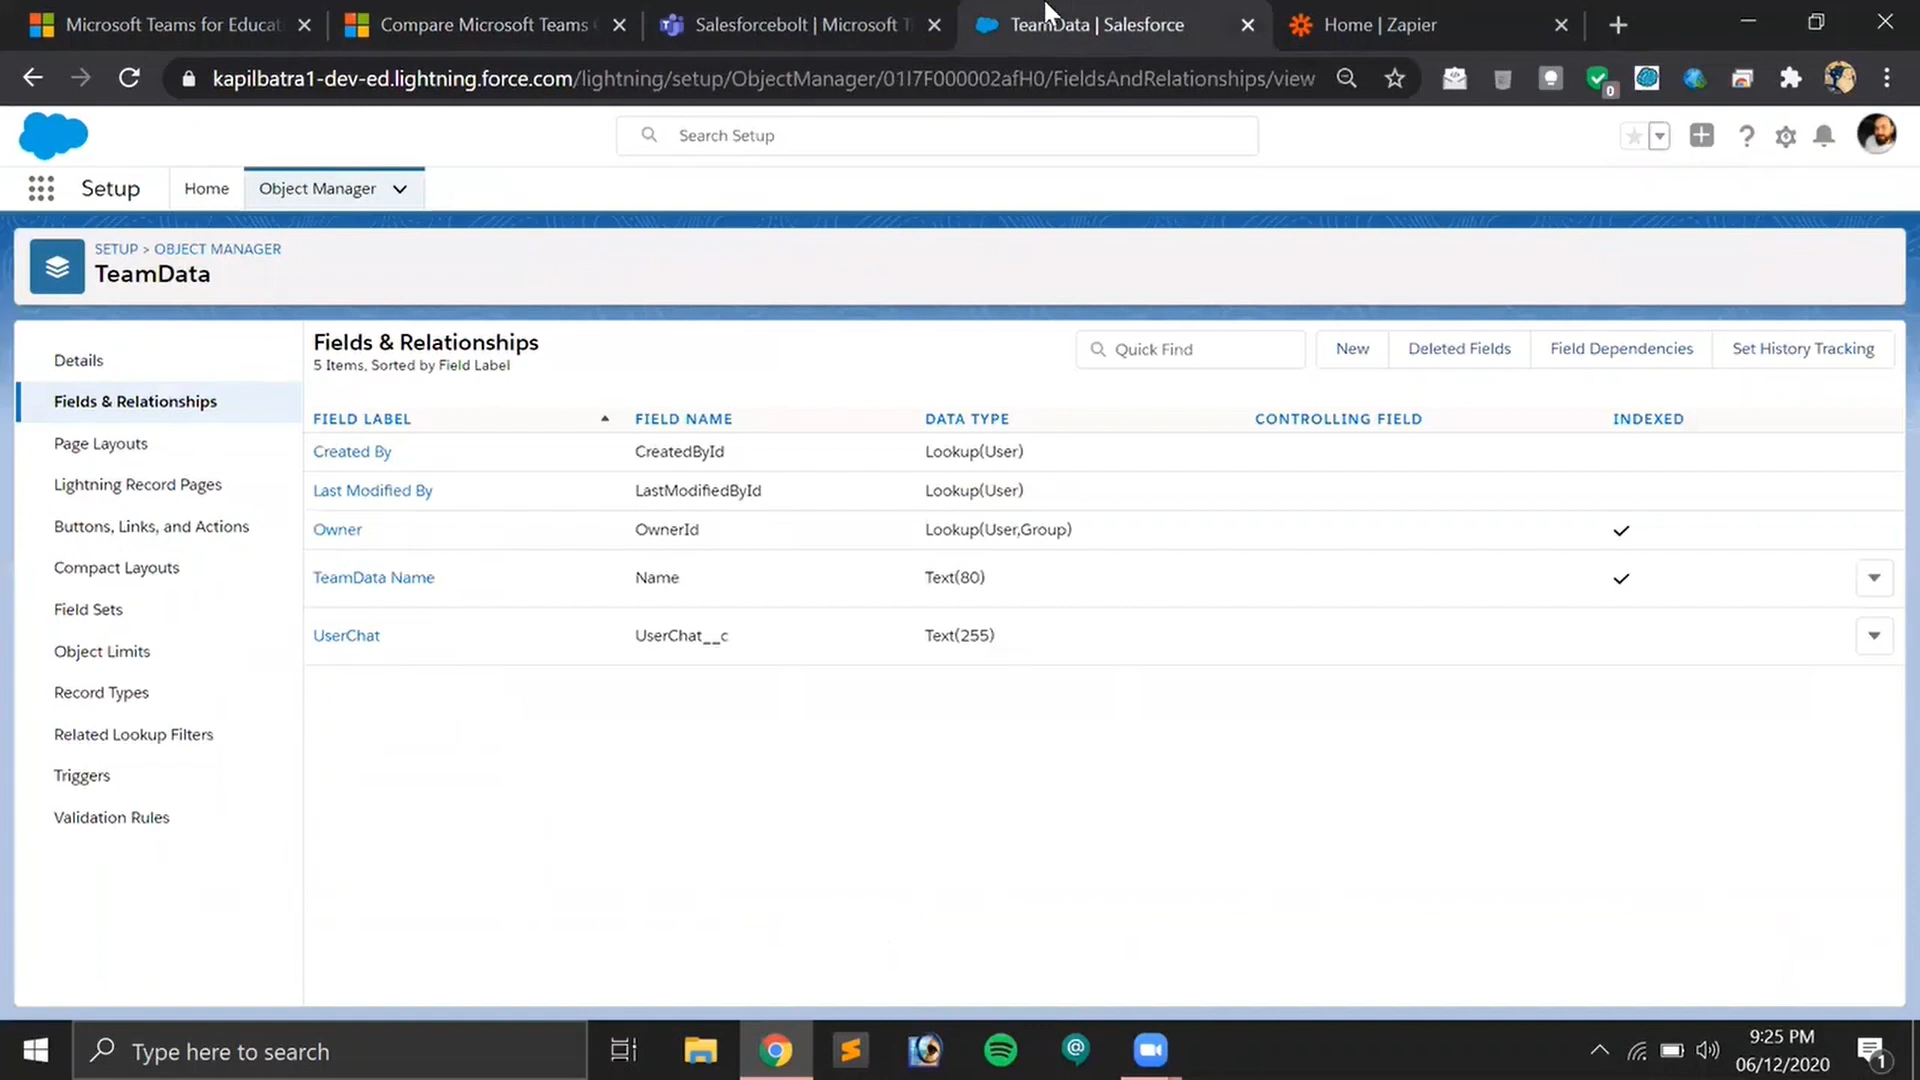 Microsoft Teams for Educat
Compare Microsoft Teams
Salesforcebolt | Microsoft T
TeamData | Salesforce
Home | Zapier
kapilbatra1-dev-ed.lightning.force.com/lightning/setup/ObjectManager/01I7F000002afH0/FieldsAndRelationships/view
0
Search Setup
Setup
Home
Object Manager
SETUP > OBJECT MANAGER
TeamData
Details
Fields & Relationships
Page Layouts
Lightning Record Pages
Buttons, Links, and Actions
Compact Layouts
Field Sets
Object Limits
Record Types
Related Lookup Filters
Triggers
Validation Rules
Fields & Relationships
5 Items, Sorted by Field Label
Quick Find
New
Deleted Fields
Field Dependencies
Set History Tracking
FIELD LABEL FIELD NAME DATA TYPE CONTROLLING FIELD INDEXED
Created By CreatedById Lookup(User)
Last Modified By LastModifiedById Lookup(User)
Owner OwnerId Lookup(User,Group)
TeamData Name Name Text(80)
UserChat UserChat__c Text(255)
Type here to search
9:25 PM
06/12/2020
1